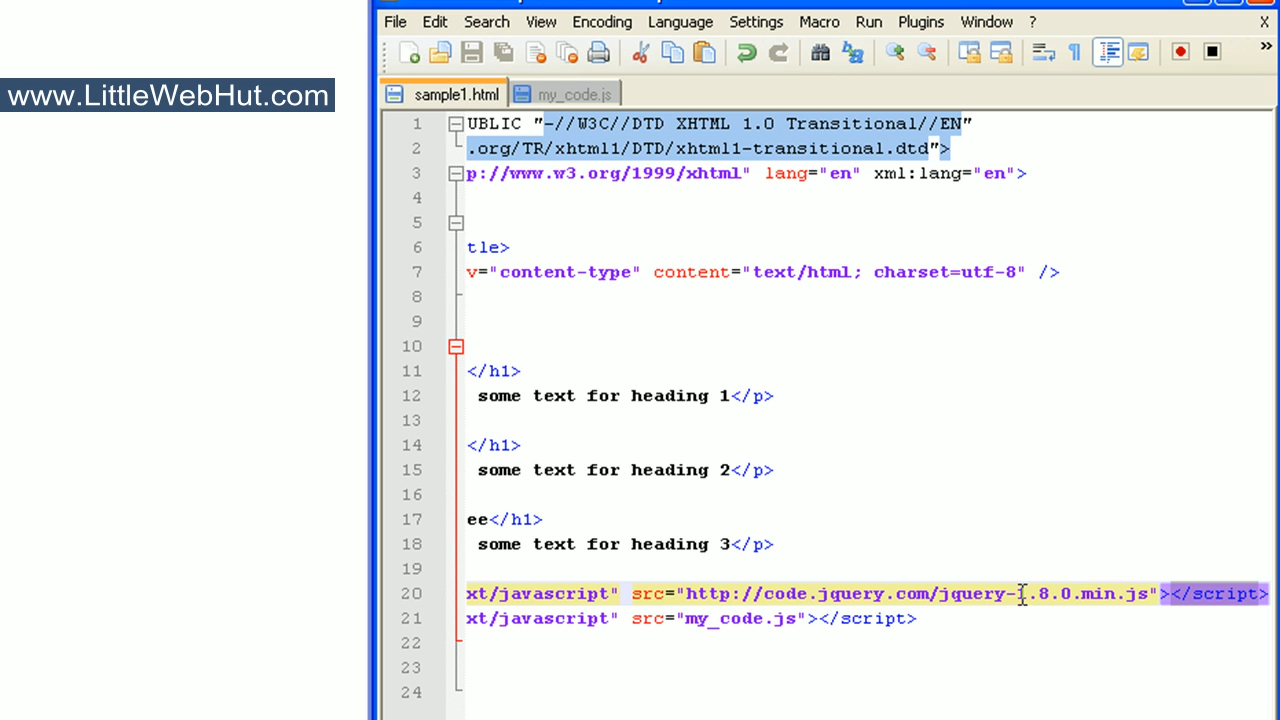 File Edit Search View Encoding Language Settings Macro Run Plugins Window ? X
»
www.LittleWebHut.com
sample1.html my_code.js
1 UBLIC "-//W3C//DTD XHTML 1.0 Transitional//EN"
2 .org/TR/xhtml1/DTD/xhtml1-transitional.dtd">
3 p://www.w3.org/1999/xhtml" lang="en" xml:lang="en">
4
5
6 tle>
7 v="content-type" content="text/html; charset=utf-8" />
8
9
10
11 </h1>
12 some text for heading 1</p>
13
14 </h1>
15 some text for heading 2</p>
16
17 ee</h1>
18 some text for heading 3</p>
19
20 xt/javascript" src="http://code.jquery.com/jquery-1.8.0.min.js"></script>
21 xt/javascript" src="my_code.js"></script>
22
23
24